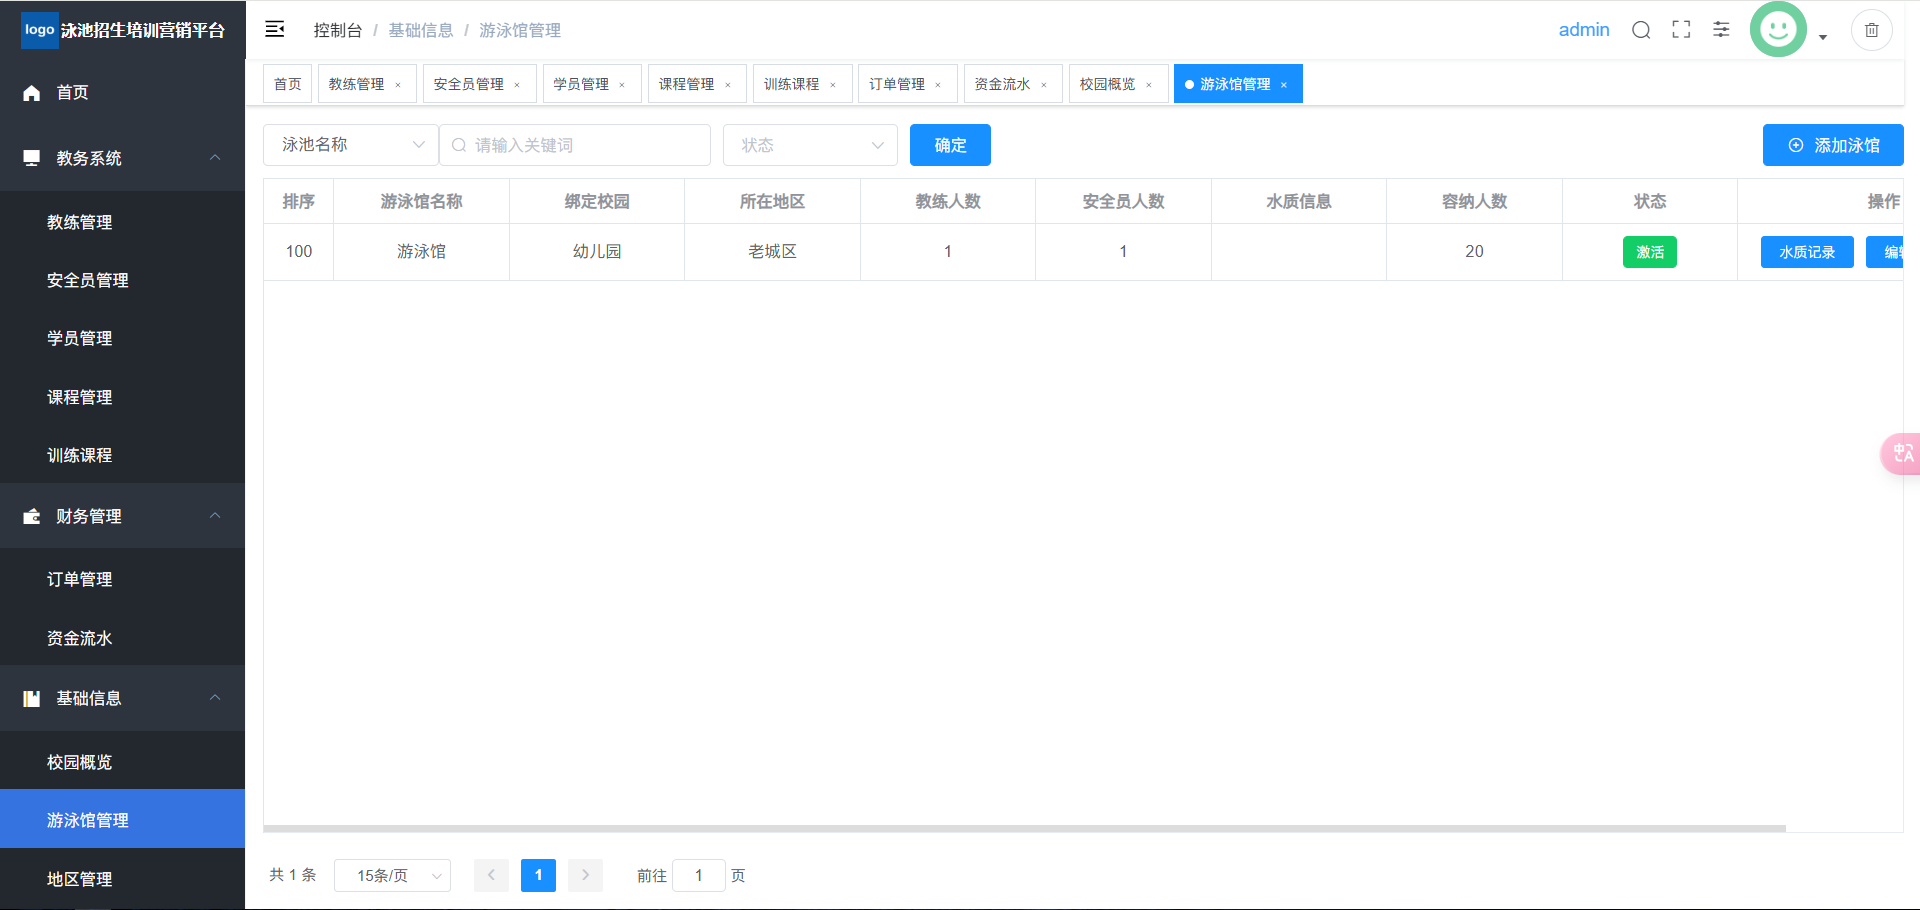 logo 泳池招生培训营销平台
首页
教务系统
教练管理
安全员管理
学员管理
课程管理
训练课程
财务管理
订单管理
资金流水
基础信息
校园概览
游泳馆管理
地区管理
控制台 / 基础信息 / 游泳馆管理
admin
首页 教练管理 × 安全员管理 × 学员管理 × 课程管理 × 训练课程 × 订单管理 × 资金流水 × 校园概览 × 游泳馆管理 ×
泳池名称 请输入关键词 状态 确定 添加泳馆
排序 游泳馆名称 绑定校园 所在地区 教练人数 安全员人数 水质信息 容纳人数 状态 操作
100 游泳馆 幼儿园 老城区 1 1 20 激活 水质记录 编
共 1 条 15条/页 1 前往 1 页
中A